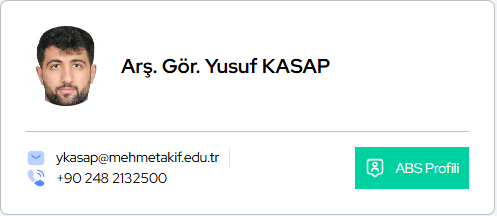 Arş. Gör. Yusuf KASAP
ykasap@mehmetakif.edu.tr
+90 248 2132500
ABS Profili